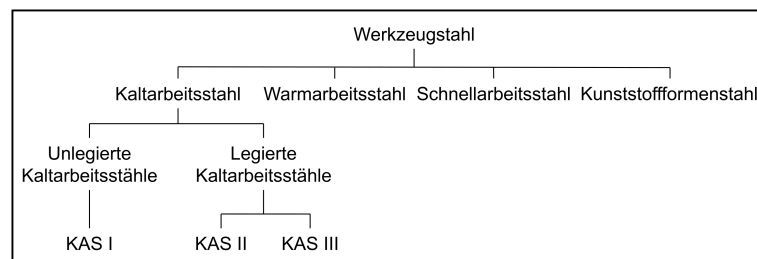 Werkzeugstahl
Kaltarbeitsstahl Warmarbeitsstahl Schnellarbeitsstahl Kunststoffformenstahl
Unlegierte Legierte
Kaltarbeitsstähle Kaltarbeitsstähle
KAS I KAS II KAS III